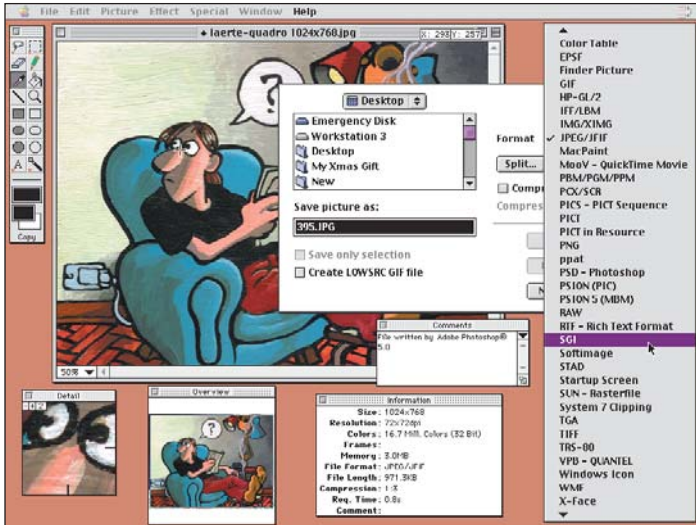 File Edit Picture Effect Special Window Help
laerte-quadro 1024x768.jpg
X: 298 Y: 257
?
Desktop
Emergency Disk
Workstation 3
Desktop
My Xmas Gift
New
Save picture as:
395.JPG
Save only selection
Create LOWSRC GIF file
Format
Split...
Compr
Compres
N
Color Table
EPSF
Finder Picture
GIF
HP-GL/2
IFF/LBM
IMG/XIMG
JPEG/JFIF
MacPaint
MooV - QuickTime Movie
PBM/PGM/PPM
PCX/SCR
PICS - PICT Sequence
PICT
PICT in Resource
PNG
ppat
PSD - Photoshop
PSION (PIC)
PSION 5 (MBM)
RAW
RTF - Rich Text Format
SGI
Softimage
STAD
Startup Screen
SUN - Rasterfile
System 7 Clipping
TGA
TIFF
TRS-80
VPB - QUANTEL
Windows Icon
WMF
X-Face
A
Copy
50%
Comments
File written by Adobe Photoshop®
5.0
Detail
Overview
?
Information
Size: 1024x768
Resolution: 72x72dpi
Colors: 16.7 Mill. Colors (32 Bit)
Frames:
Memory: 3.0MB
File Format: JPEG/JFIF
File Length: 971.3KB
Compression: 1:%
Req. Time: 0.8s
Comment: